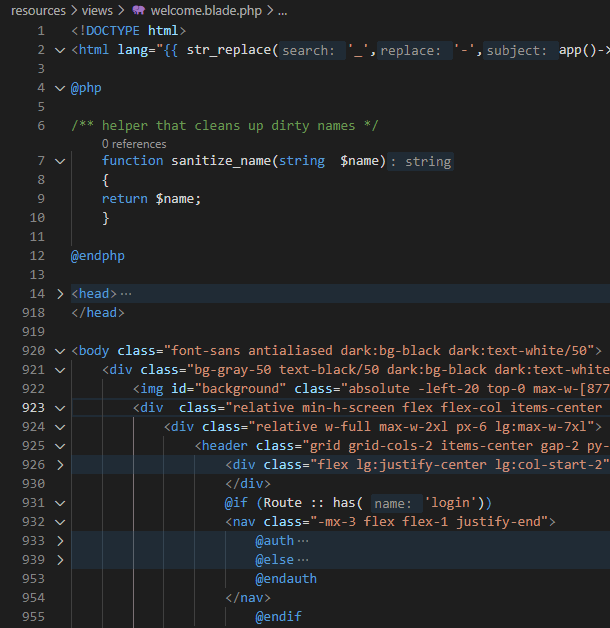 resources > views > welcome.blade.php > ...
1 <!DOCTYPE html>
2 <html lang="{{ str_replace( search: '_', replace: '-', subject: app()->
3
4 @php
5
6 /** helper that cleans up dirty names */
0 references
7 function sanitize_name(string $name) : string
8 {
9 return $name;
10 }
11
12 @endphp
13
14 <head> ...
918 </head>
919
920 <body class="font-sans antialiased dark:bg-black dark:text-white/50">
921 <div class="bg-gray-50 text-black/50 dark:bg-black dark:text-white
922 <img id="background" class="absolute -left-20 top-0 max-w-[877
923 <div class="relative min-h-screen flex flex-col items-center
924 <div class="relative w-full max-w-2xl px-6 lg:max-w-7xl">
925 <header class="grid grid-cols-2 items-center gap-2 py-
926 <div class="flex lg:justify-center lg:col-start-2"
930 </div>
931 @if (Route :: has( name: 'login'))
932 <nav class="-mx-3 flex flex-1 justify-end">
933 @auth ...
939 @else ...
953 @endauth
954 </nav>
955 @endif